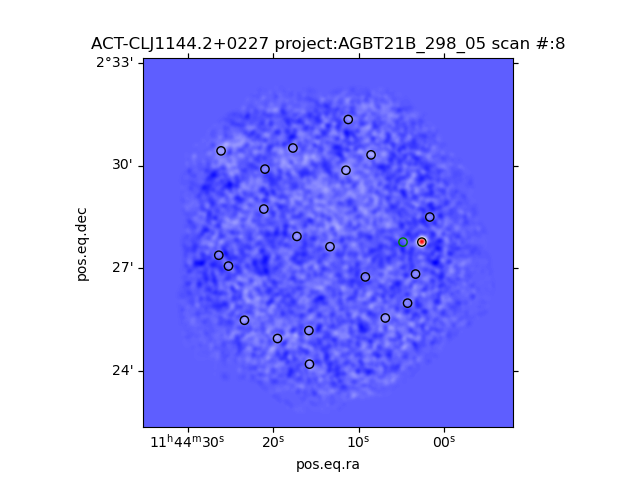 ACT-CLJ1144.2+0227 project:AGBT21B_298_05 scan #:8
2°33'
30'
27'
24'
pos.eq.dec
11ʰ44ᵐ30ˢ 20ˢ 10ˢ 00ˢ
pos.eq.ra